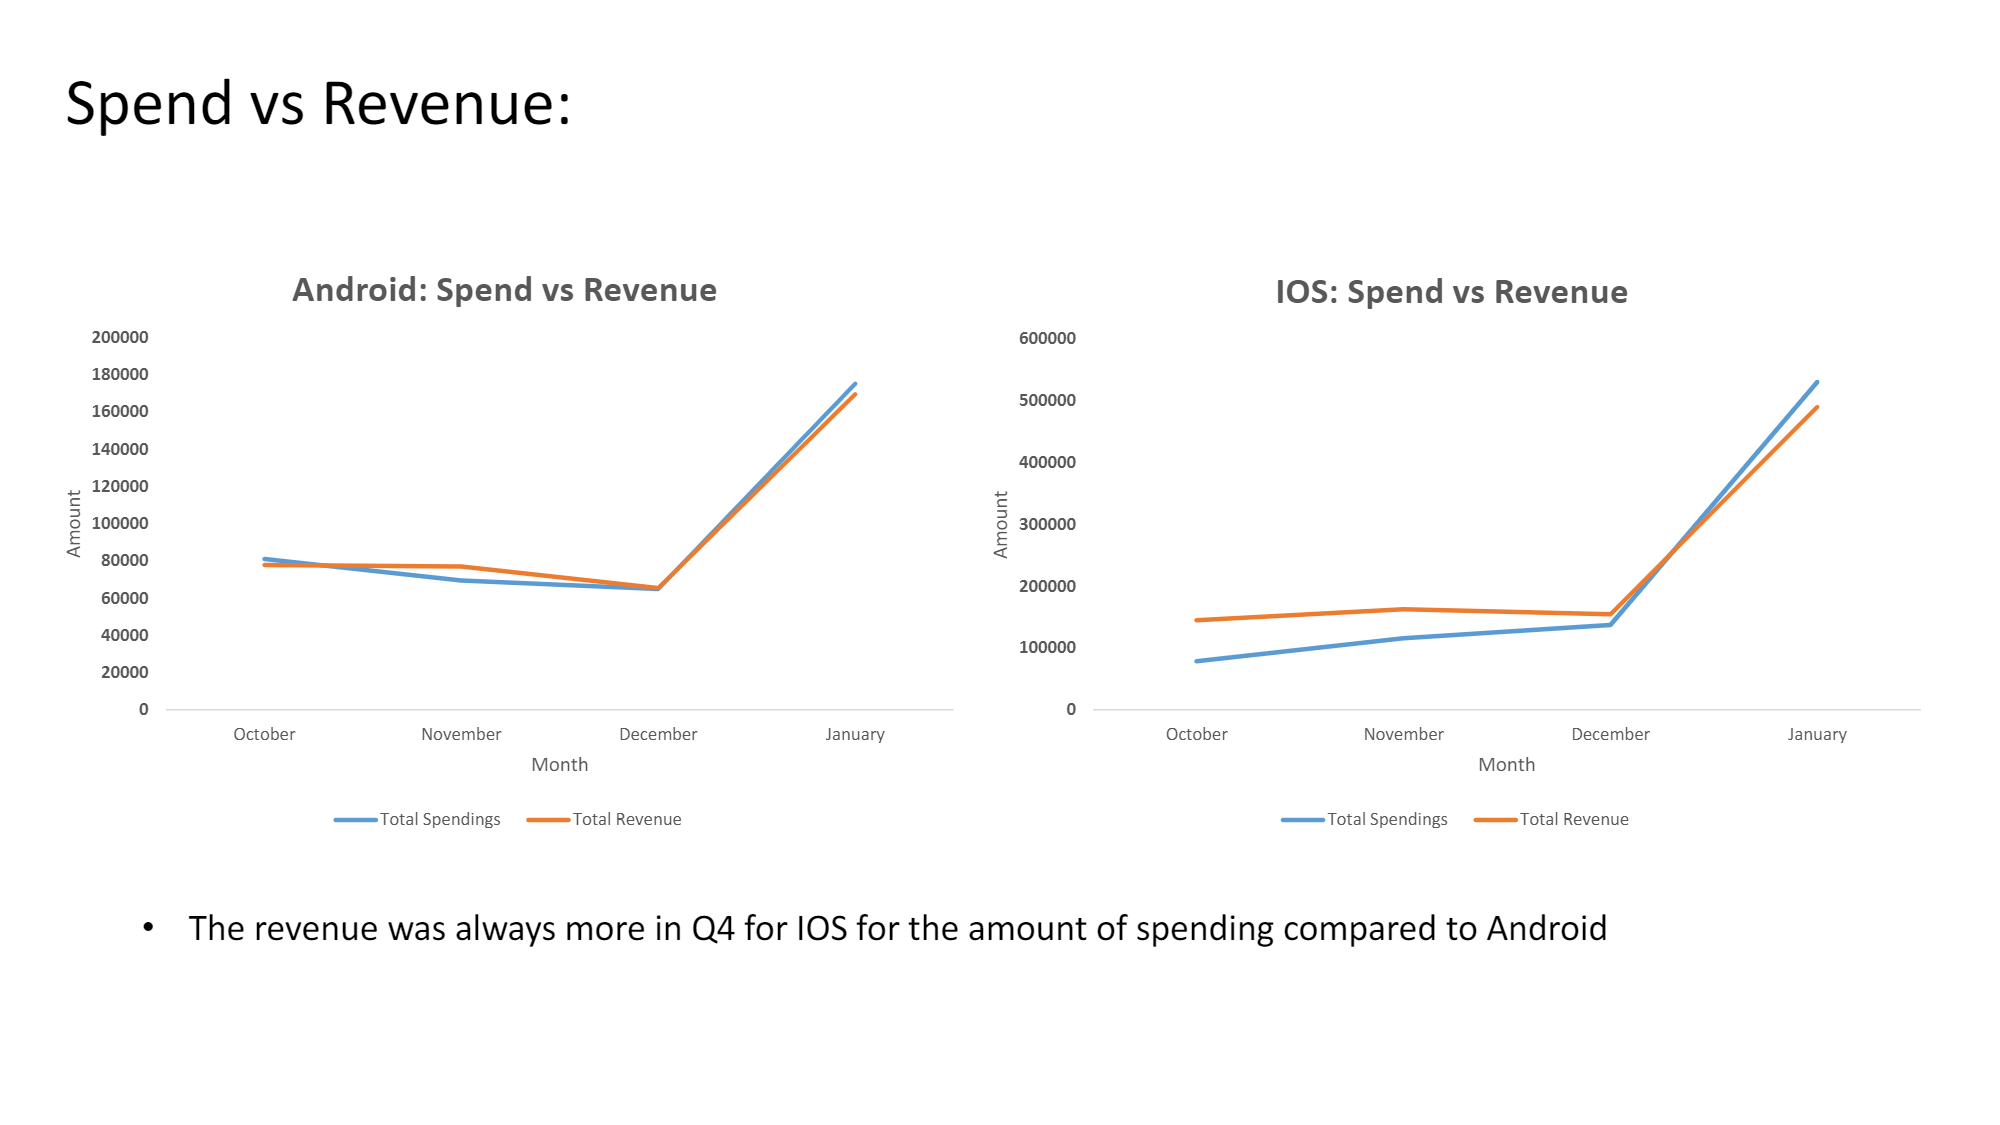 Spend vs Revenue:
Android: Spend vs Revenue
200000
180000
160000
140000
120000
100000
80000
60000
40000
20000
0
Amount
October November December January
Month
Total Spendings Total Revenue
IOS: Spend vs Revenue
600000
500000
400000
300000
200000
100000
0
Amount
October November December January
Month
Total Spendings Total Revenue
• The revenue was always more in Q4 for IOS for the amount of spending compared to Android